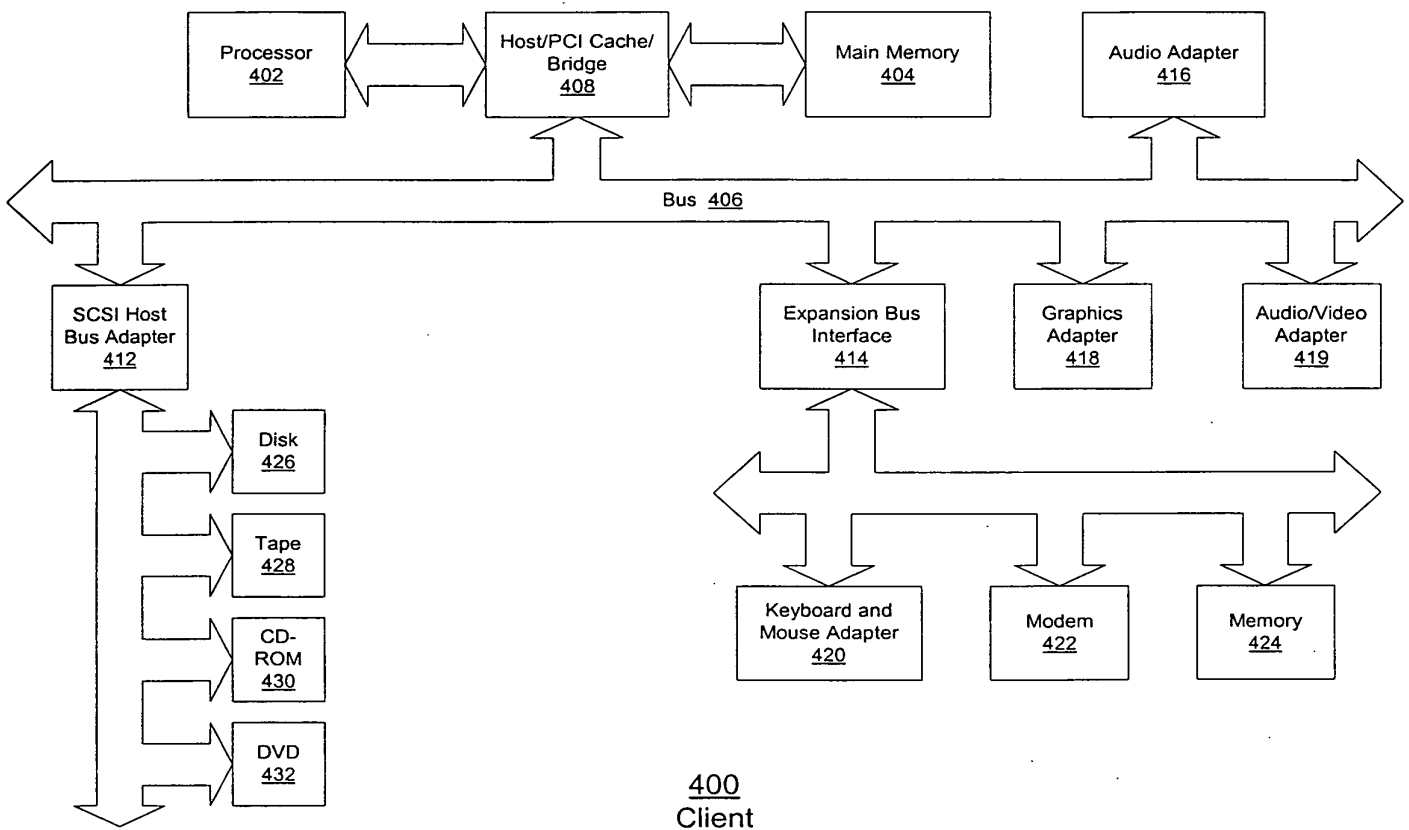 Processor
402
Host/PCI Cache/
Bridge
408
Main Memory
404
Audio Adapter
416
Bus 406
SCSI Host
Bus Adapter
412
Expansion Bus
Interface
414
Graphics
Adapter
418
Audio/Video
Adapter
419
Disk
426
Tape
428
CD-
ROM
430
DVD
432
Keyboard and
Mouse Adapter
420
Modem
422
Memory
424
400
Client